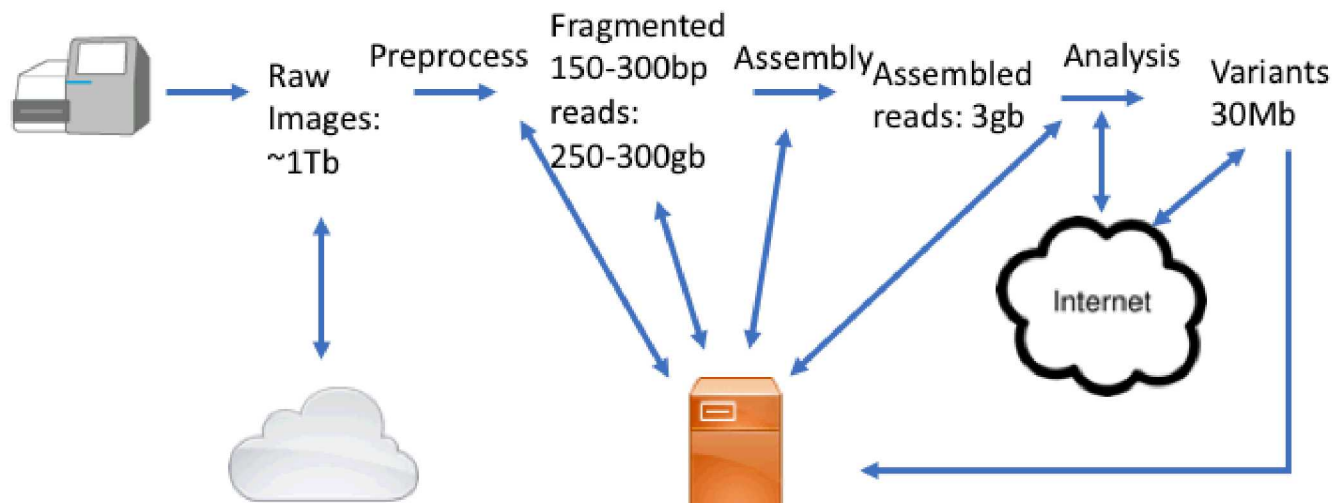 Raw
Images:
~1Tb
Preprocess
Fragmented
150-300bp
reads:
250-300gb
Assembly
Assembled
reads: 3gb
Analysis
Variants
30Mb
Internet